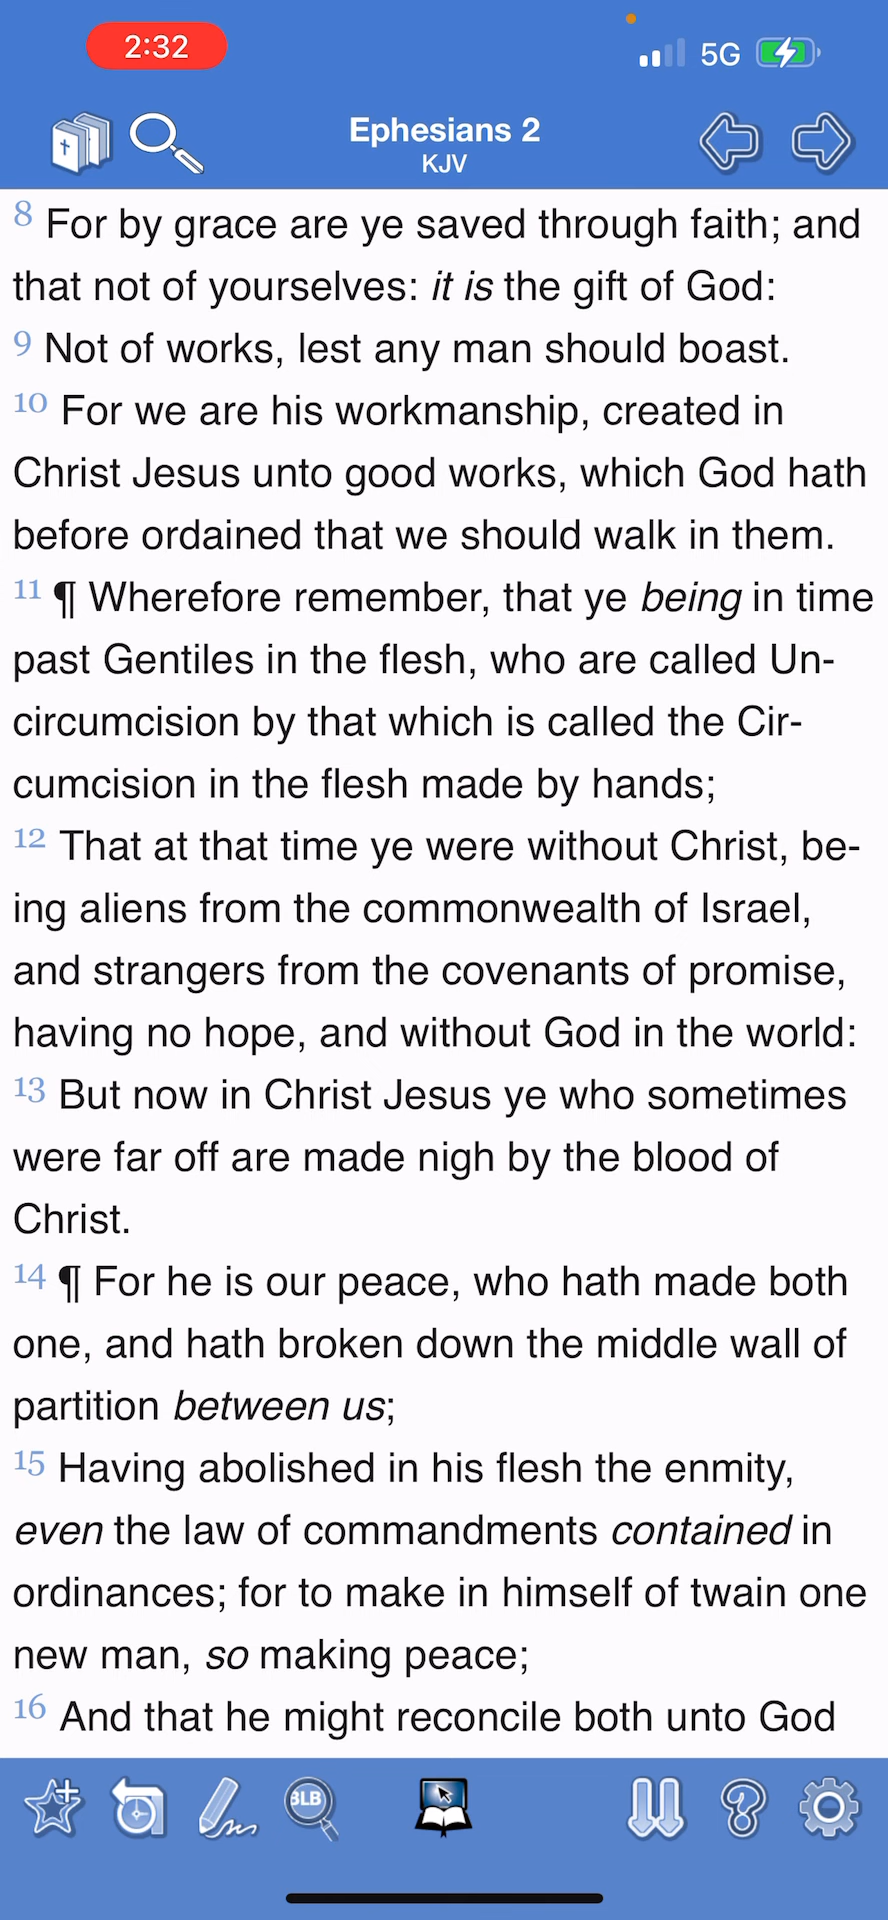 2:32
5G
Ephesians 2
KJV
8 For by grace are ye saved through faith; and
that not of yourselves: it is the gift of God:
9 Not of works, lest any man should boast.
10 For we are his workmanship, created in
Christ Jesus unto good works, which God hath
before ordained that we should walk in them.
11 ¶ Wherefore remember, that ye being in time
past Gentiles in the flesh, who are called Un-
circumcision by that which is called the Cir-
cumcision in the flesh made by hands;
12 That at that time ye were without Christ, be-
ing aliens from the commonwealth of Israel,
and strangers from the covenants of promise,
having no hope, and without God in the world:
13 But now in Christ Jesus ye who sometimes
were far off are made nigh by the blood of
Christ.
14 ¶ For he is our peace, who hath made both
one, and hath broken down the middle wall of
partition between us;
15 Having abolished in his flesh the enmity,
even the law of commandments contained in
ordinances; for to make in himself of twain one
new man, so making peace;
16 And that he might reconcile both unto God
BLB